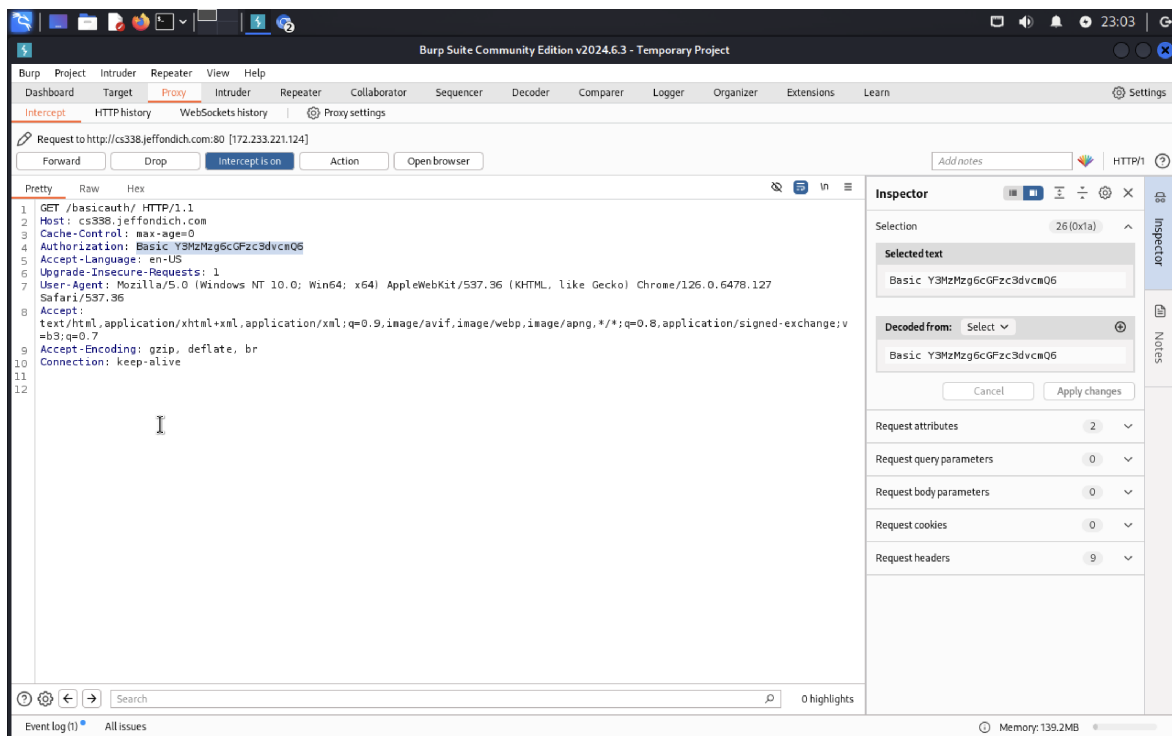 23:03
Burp Suite Community Edition v2024.6.3 - Temporary Project
Burp Project Intruder Repeater View Help
Dashboard Target Proxy Intruder Repeater Collaborator Sequencer Decoder Comparer Logger Organizer Extensions Learn Settings
Intercept HTTP history WebSockets history Proxy settings
Request to http://cs338.jeffondich.com:80 [172.233.221.124]
Forward Drop Intercept is on Action Open browser Add notes HTTP/1
Pretty Raw Hex \n
1 GET /basicauth/ HTTP/1.1
2 Host: cs338.jeffondich.com
3 Cache-Control: max-age=0
4 Authorization: Basic Y3MzMzg6cGFzc3dvcmQ6
5 Accept-Language: en-US
6 Upgrade-Insecure-Requests: 1
7 User-Agent: Mozilla/5.0 (Windows NT 10.0; Win64; x64) AppleWebKit/537.36 (KHTML, like Gecko) Chrome/126.0.6478.127
Safari/537.36
8 Accept:
text/html,application/xhtml+xml,application/xml;q=0.9,image/avif,image/webp,image/apng,*/*;q=0.8,application/signed-exchange;v
=b3;q=0.7
9 Accept-Encoding: gzip, deflate, br
10 Connection: keep-alive
11
12
Inspector
Selection 26 (0x1a)
Selected text
Basic Y3MzMzg6cGFzc3dvcmQ6
Decoded from: Select
Basic Y3MzMzg6cGFzc3dvcmQ6
Cancel Apply changes
Request attributes 2
Request query parameters 0
Request body parameters 0
Request cookies 0
Request headers 9
Inspector
Notes
Search 0 highlights
Event log (1) All issues Memory: 139.2MB